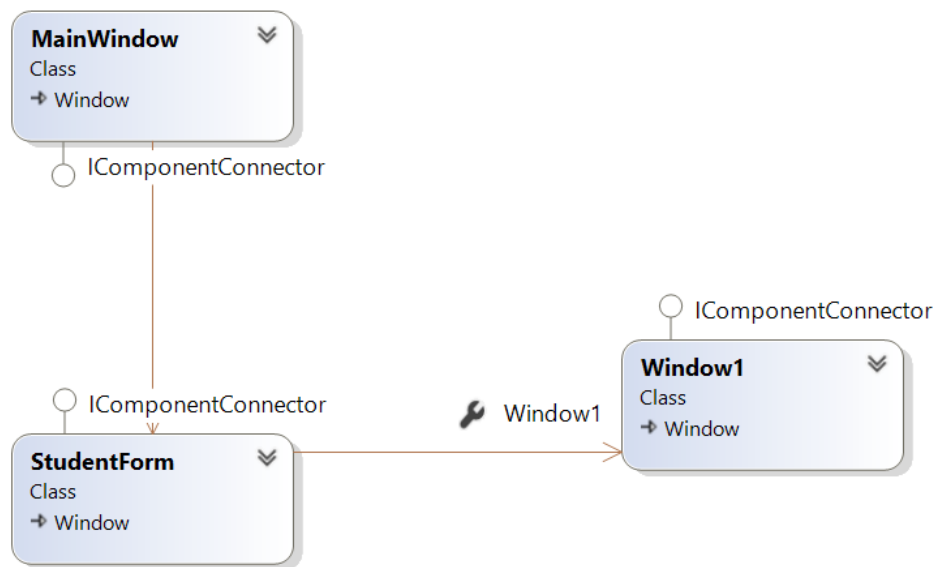 MainWindow
Class
Window
IComponentConnector
IComponentConnector
Window1
Class
Window
Window1
IComponentConnector
StudentForm
Class
Window